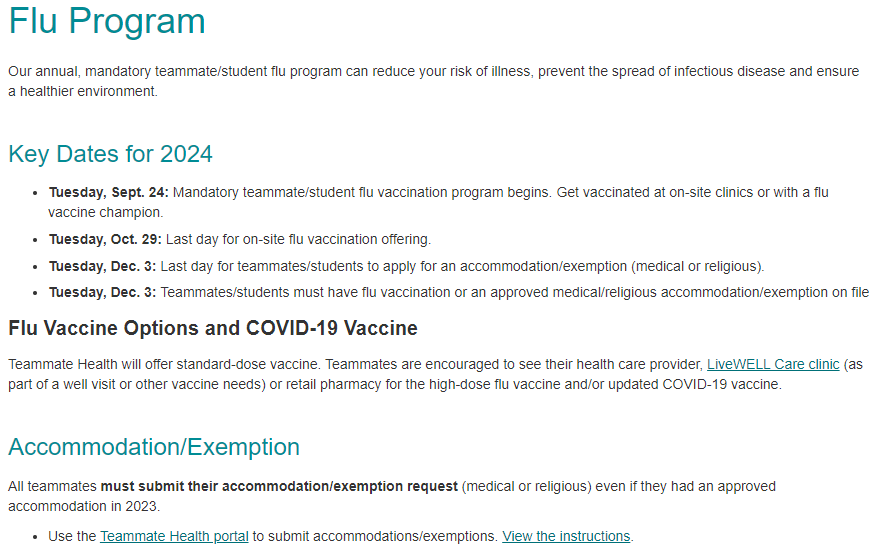 Flu Program
Our annual, mandatory teammate/student flu program can reduce your risk of illness, prevent the spread of infectious disease and ensure
a healthier environment.
Key Dates for 2024
• Tuesday, Sept. 24: Mandatory teammate/student flu vaccination program begins. Get vaccinated at on-site clinics or with a flu
vaccine champion.
• Tuesday, Oct. 29: Last day for on-site flu vaccination offering.
• Tuesday, Dec. 3: Last day for teammates/students to apply for an accommodation/exemption (medical or religious).
• Tuesday, Dec. 3: Teammates/students must have flu vaccination or an approved medical/religious accommodation/exemption on file
Flu Vaccine Options and COVID-19 Vaccine
Teammate Health will offer standard-dose vaccine. Teammates are encouraged to see their health care provider, LiveWELL Care clinic (as
part of a well visit or other vaccine needs) or retail pharmacy for the high-dose flu vaccine and/or updated COVID-19 vaccine.
Accommodation/Exemption
All teammates must submit their accommodation/exemption request (medical or religious) even if they had an approved
accommodation in 2023.
• Use the Teammate Health portal to submit accommodations/exemptions. View the instructions.